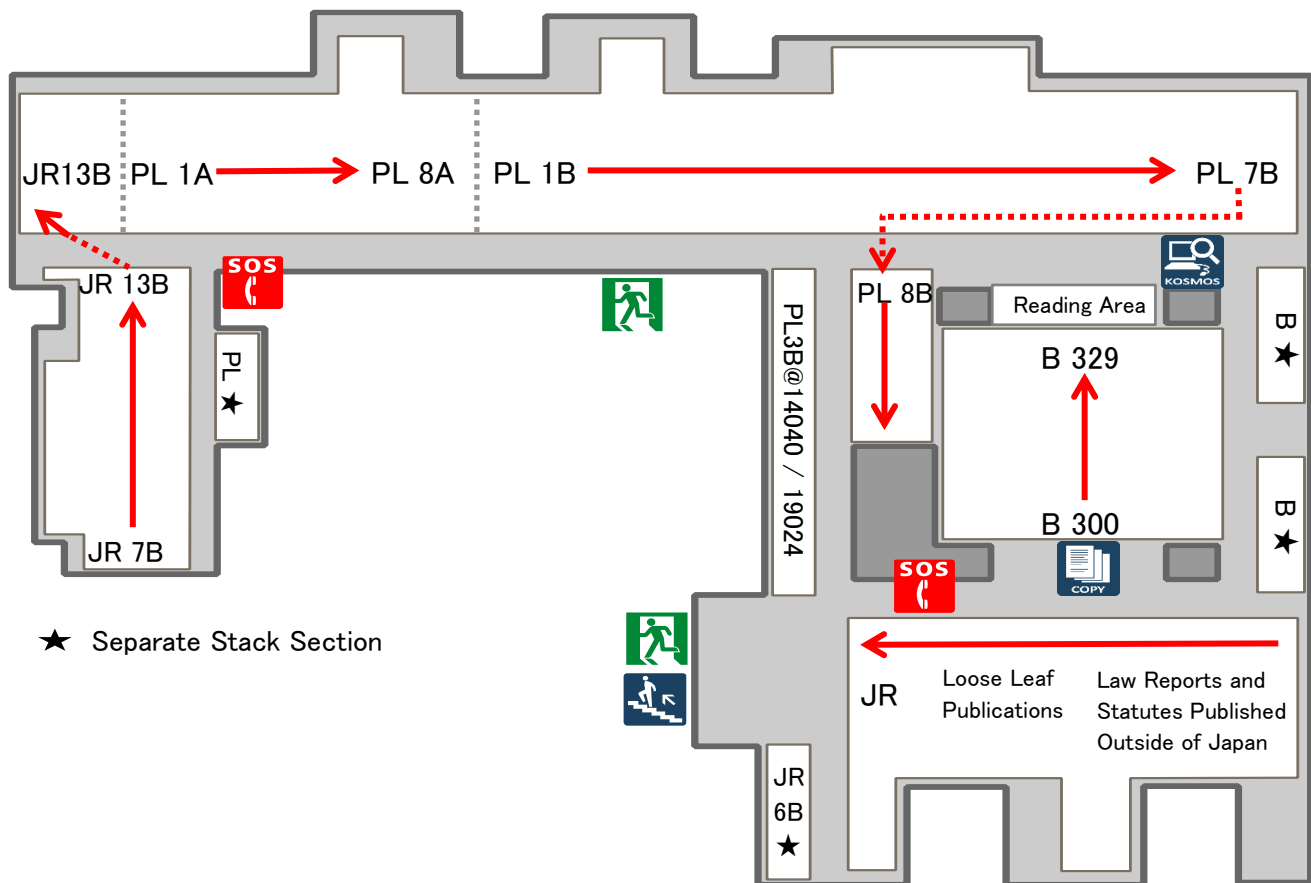 JR13B
PL 1A
PL 8A
PL 1B
PL 7B
JR 13B
SOS
KOSMOS
PL 8B
Reading Area
PL ★
PL3B@14040 / 19024
B 329
B ★
JR 7B
B 300
B ★
SOS
COPY
★ Separate Stack Section
JR
Loose Leaf
Publications
Law Reports and
Statutes Published
Outside of Japan
JR
6B
★